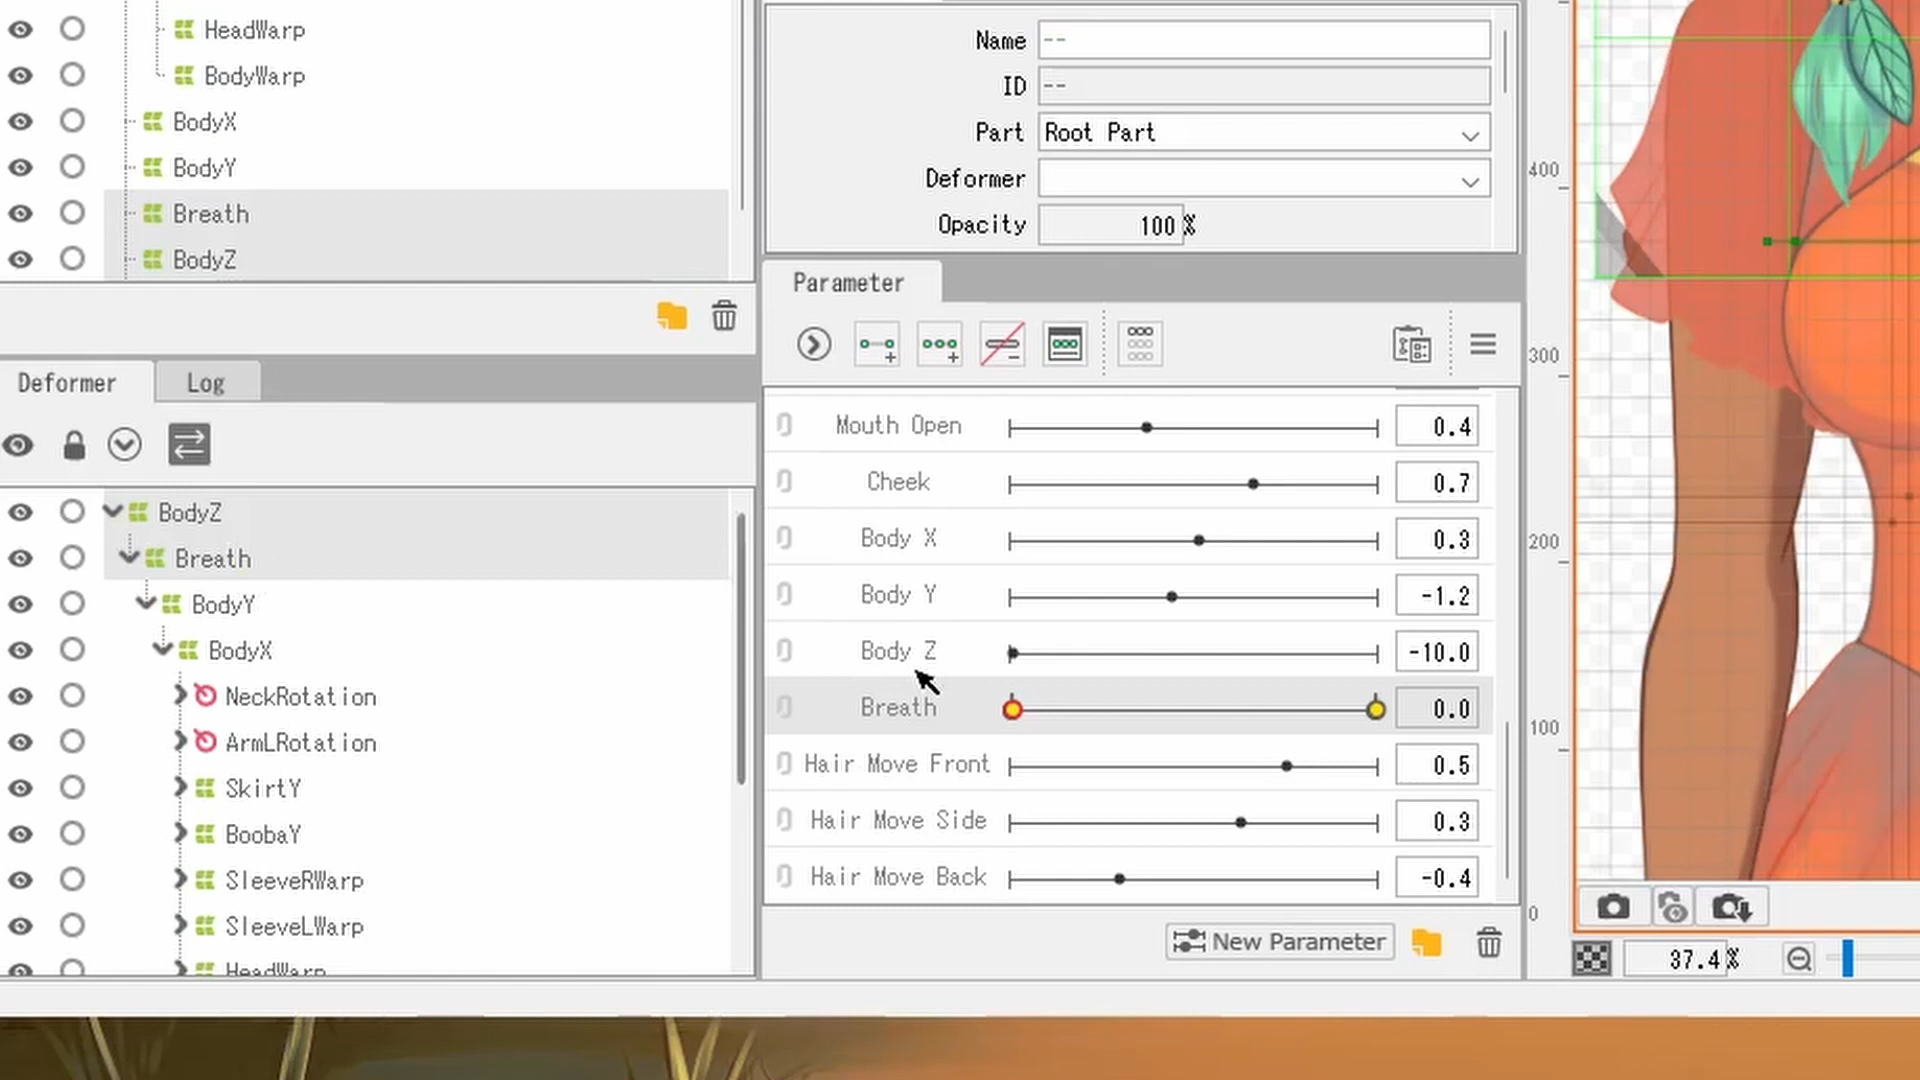 HeadWarp
BodyWarp
BodyX
BodyY
Breath
BodyZ
Deformer
Log
BodyZ
Breath
BodyY
BodyX
NeckRotation
ArmLRotation
SkirtY
BoobaY
SleeveRWarp
SleeveLWarp
HeadWarp
Name --
ID --
Part Root Part
Deformer
Opacity 100 %
Parameter
Mouth Open 0.4
Cheek 0.7
Body X 0.3
Body Y -1.2
Body Z -10.0
Breath 0.0
Hair Move Front 0.5
Hair Move Side 0.3
Hair Move Back -0.4
New Parameter
400
300
200
100
0
37.4%